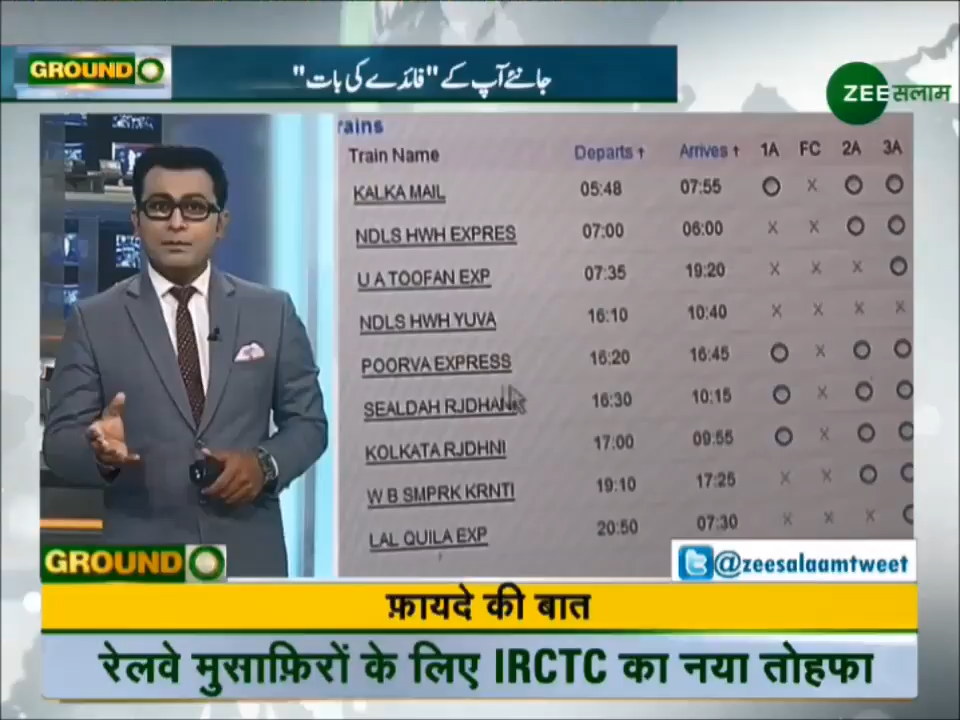 GROUND 0
جانئے آپ کے "فائدے کی بات"
ZEE سلام
rains
Train Name Departs ↑ Arrives ↑ 1A FC 2A 3A
KALKA MAIL 05:48 07:55 O X O O
NDLS HWH EXPRES 07:00 06:00 X X O O
U A TOOFAN EXP 07:35 19:20 X X X O
NDLS HWH YUVA 16:10 10:40 X X X X
POORVA EXPRESS 16:20 16:45 O X O O
SEALDAH RJDHANI 16:30 10:15 O X O O
KOLKATA RJDHNI 17:00 09:55 O X O O
W B SMPRK KRNTI 19:10 17:25 X X O O
LAL QUILA EXP 20:50 07:30 X X X O
GROUND 0
@zeesalaamtweet
फ़ायदे की बात
रेलवे मुसाफ़िरों के लिए IRCTC का नया तोहफा